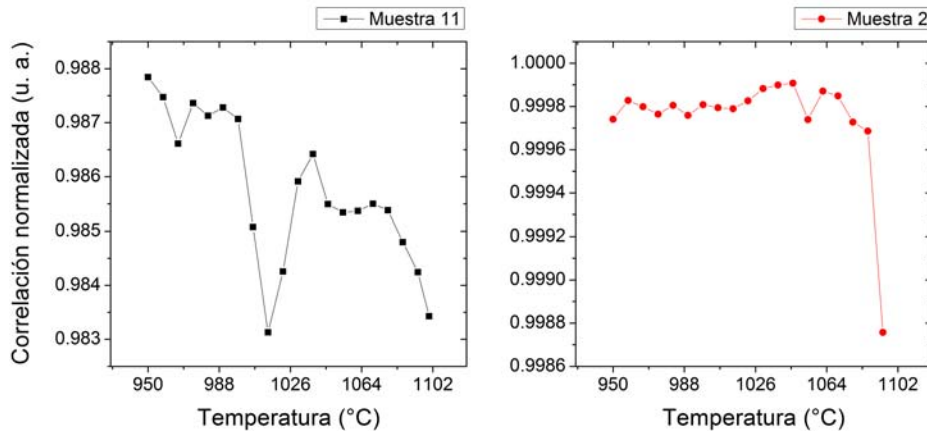 Muestra 11
Muestra 2
Correlación normalizada (u. a.)
0.988
0.987
0.986
0.985
0.984
0.983
950 988 1026 1064 1102
Temperatura (°C)
1.0000
0.9998
0.9996
0.9994
0.9992
0.9990
0.9988
0.9986
950 988 1026 1064 1102
Temperatura (°C)